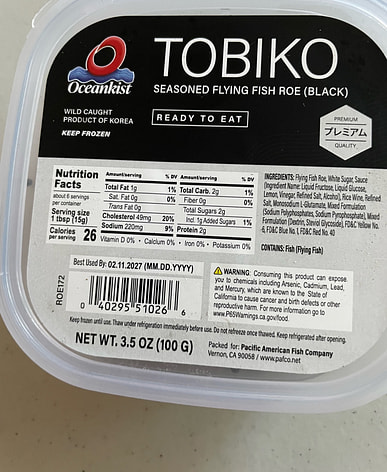 Oceankist
TOBIKO
SEASONED FLYING FISH ROE (BLACK)
WILD CAUGHT
PRODUCT OF KOREA
KEEP FROZEN
READY TO EAT
PREMIUM
プレミアム
QUALITY
Nutrition
Facts
about 6 servings
per container
Serving size
1 tbsp (15g)
Calories
per serving 26
Amount/serving % DV
Total Fat 1g 1%
Sat. Fat 0g 0%
Trans Fat 0g
Cholesterol 49mg 20%
Sodium 220mg 9%
Amount/serving % DV
Total Carb. 2g 1%
Fiber 0g 0%
Total Sugars 2g
Incl. 1g Added Sugars 1%
Protein 2g
Vitamin D 0% • Calcium 0% • Iron 0% • Potassium 0%
INGREDIENTS: Flying Fish Roe, White Sugar, Sauce
(Ingredient Name: Liquid Fructose, Liquid Glucose,
Lemon, Vinegar, Refined Salt, Alcohol), Rice Wine, Refined
Salt, Monosodium L-Glutamate, Mixed Formulation
(Sodium Polyphosphates, Sodium Pyrophosphate), Mixed
Formulation (Dextrin, Steviol Glycoside), FD&C Yellow No.
6, FD&C Blue No. 1, FD&C Red No. 40
CONTAINS: Fish (Flying Fish)
Best Used By: 02.11.2027 (MM.DD.YYYY)
ROE172
0 40295 51026 6
WARNING: Consuming this product can expose
you to chemicals including Arsenic, Cadmium, Lead,
and Mercury, which are known to the State of
California to cause cancer and birth defects or other
reproductive harm. For more information go to
www.P65Warnings.ca.gov/food.
Keep frozen until use. Thaw under refrigeration immediately before use. Do not refreeze once thawed. Keep refrigerated after opening.
NET WT. 3.5 OZ (100 G)
Packed for: Pacific American Fish Company
Vernon, CA 90058 / www.pafco.net